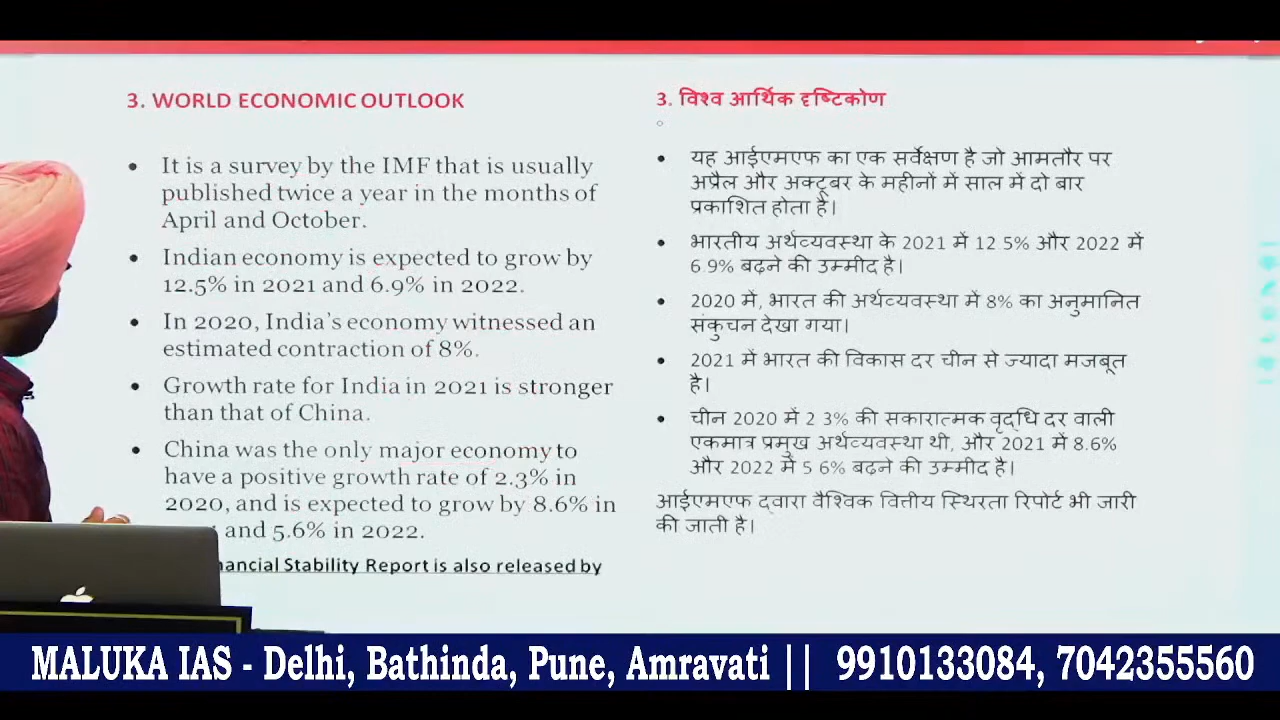 3. WORLD ECONOMIC OUTLOOK
It is a survey by the IMF that is usually
published twice a year in the months of
April and October.
Indian economy is expected to grow by
12.5% in 2021 and 6.9% in 2022.
In 2020, India's economy witnessed an
estimated contraction of 8%.
Growth rate for India in 2021 is stronger
than that of China.
China was the only major economy to
have a positive growth rate of 2.3% in
2020, and is expected to grow by 8.6% in
and 5.6% in 2022.
Stability Report is also released by
3. विश्व आर्थिक दृष्टिकोण
यह आईएमएफ का एक सर्वेक्षण है जो आमतौर पर
अप्रैल और अक्टूबर के महीनों में साल में दो बार
प्रकाशित होता है।
भारतीय अर्थव्यवस्था के 2021 में 12 5% और 2022 में
6.9% बढ़ने की उम्मीद है।
2020 में, भारत की अर्थव्यवस्था में 8% का अनुमानित
संकुचन देखा गया।
2021 में भारत की विकास दर चीन से ज्यादा मजबूत
है।
चीन 2020 में 2 3% की सकारात्मक वृद्धि दर वाली
एकमात्र प्रमुख अर्थव्यवस्था थी, और 2021 में 8.6%
और 2022 में 5 6% बढ़ने की उम्मीद है।
आईएमएफ द्वारा वैश्विक वित्तीय स्थिरता रिपोर्ट भी जारी
की जाती है।
MALUKA IAS - Delhi, Bathinda, Pune, Amravati || 9910133084, 7042355560